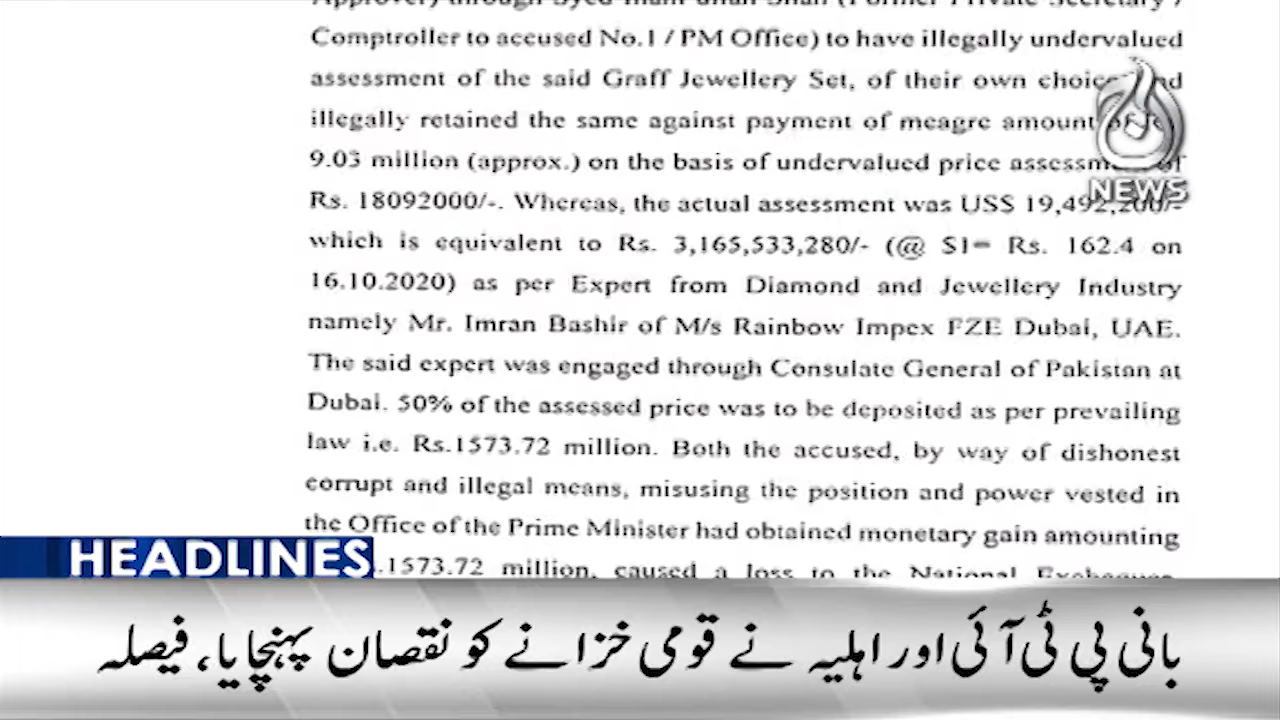 Comptroller to accused No.1 / PM Office) to have illegally undervalued
assessment of the said Graff Jewellery Set, of their own choice and
illegally retained the same against payment of meagre amount of
9.03 million (approx.) on the basis of undervalued price assessment of
Rs. 18092000/-. Whereas, the actual assessment was US$ 19,492,200/-
which is equivalent to Rs. 3,165,533,280/- (@ $1= Rs. 162.4 on
16.10.2020) as per Expert from Diamond and Jewellery Industry
namely Mr. Imran Bashir of M/s Rainbow Impex FZE Dubai, UAE.
The said expert was engaged through Consulate General of Pakistan at
Dubai. 50% of the assessed price was to be deposited as per prevailing
law i.e. Rs.1573.72 million. Both the accused, by way of dishonest
corrupt and illegal means, misusing the position and power vested in
the Office of the Prime Minister had obtained monetary gain amounting
.1573.72 million, caused a loss to the National
NEWS
HEADLINES
بانی پی ٹی آئی اور اہلیہ نے قومی خزانے کو نقصان پہنچایا، فیصلہ